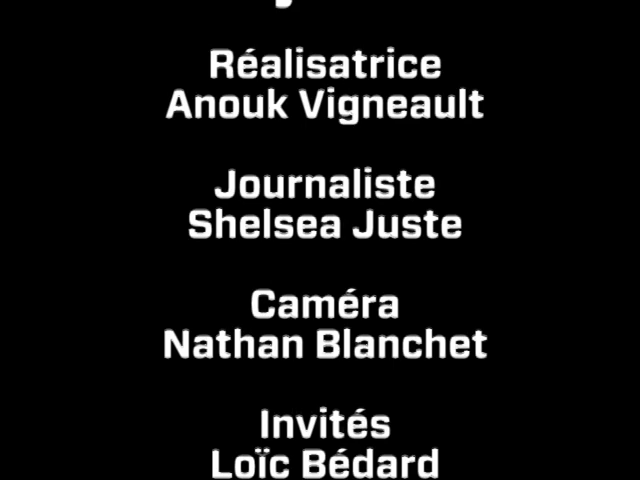 Réalisatrice
Anouk Vigneault
Journaliste
Shelsea Juste
Caméra
Nathan Blanchet
Invités
Loïc Bédard